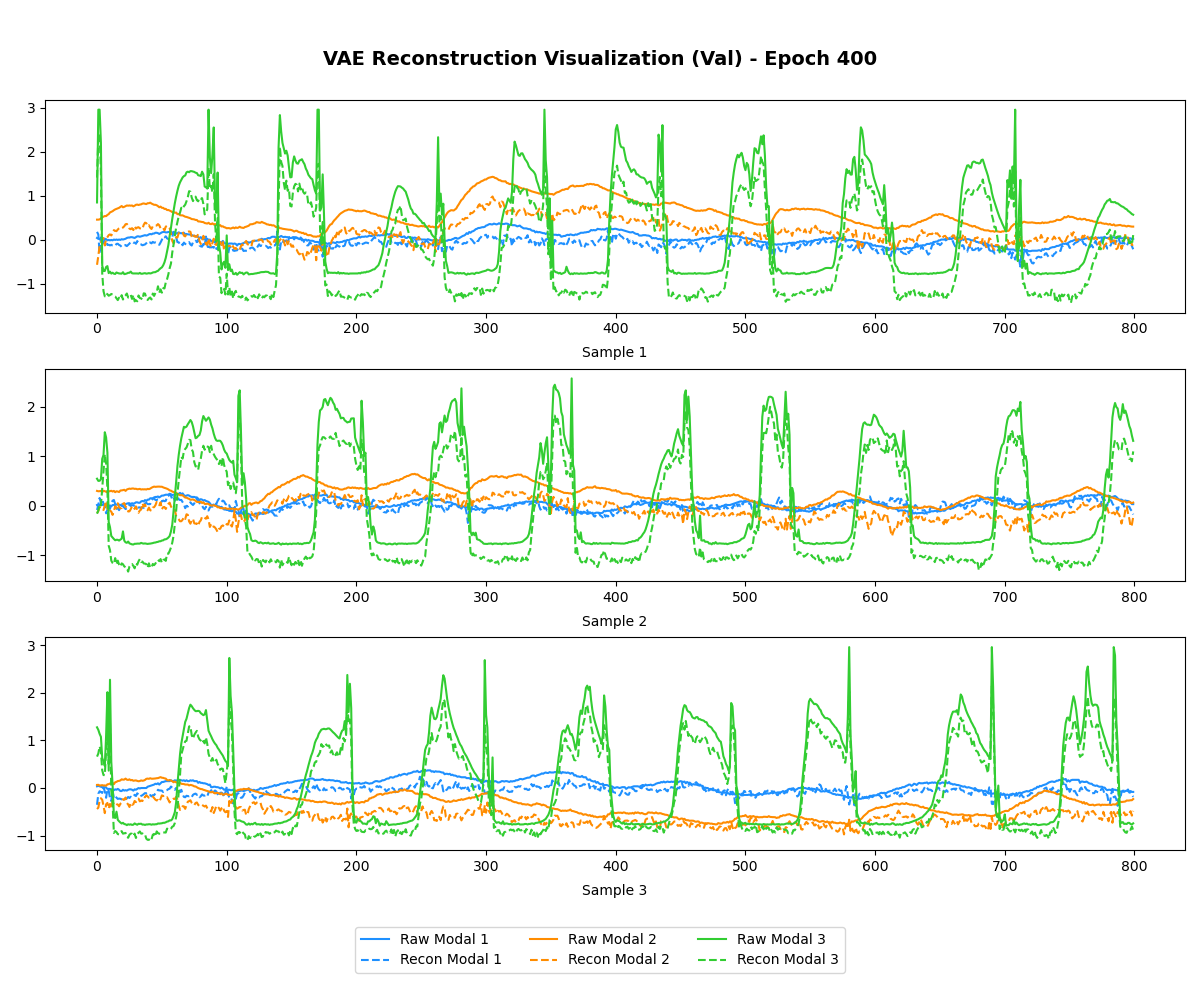 VAE Reconstruction Visualization (Val) - Epoch 400
3
2
1
0
−1
0 100 200 300 400 500 600 700 800
Sample 1
2
1
0
−1
0 100 200 300 400 500 600 700 800
Sample 2
3
2
1
0
−1
0 100 200 300 400 500 600 700 800
Sample 3
Raw Modal 1 Raw Modal 2 Raw Modal 3
Recon Modal 1 Recon Modal 2 Recon Modal 3